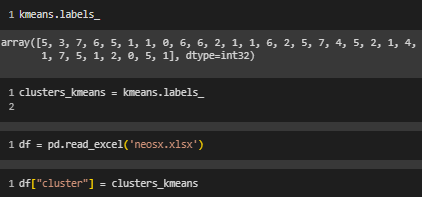 1 kmeans.labels_
array([5, 3, 7, 6, 5, 1, 1, 0, 6, 6, 2, 1, 1, 6, 2, 5, 7, 4, 5, 2, 1, 4,
1, 7, 5, 1, 2, 0, 5, 1], dtype=int32)
1 clusters_kmeans = kmeans.labels_
2
1 df = pd.read_excel('neosx.xlsx')
1 df["cluster"] = clusters_kmeans